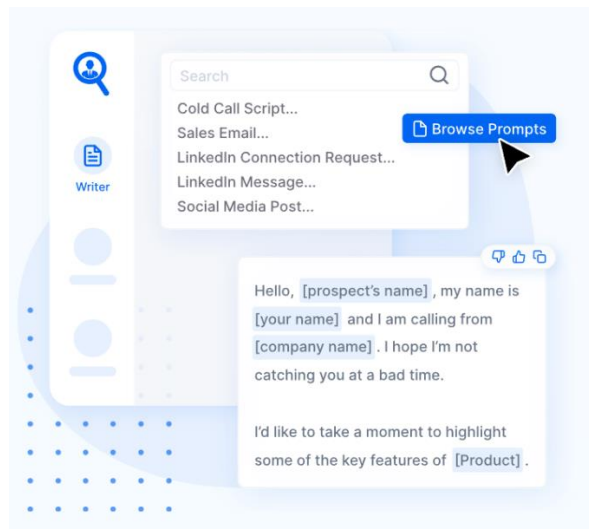 Search
Cold Call Script...
Browse Prompts
Sales Email...
LinkedIn Connection Request...
LinkedIn Message...
Social Media Post...
Writer
Hello, [prospect's name] , my name is
[your name] and I am calling from
[company name] . I hope I'm not
catching you at a bad time.
I'd like to take a moment to highlight
some of the key features of [Product] .